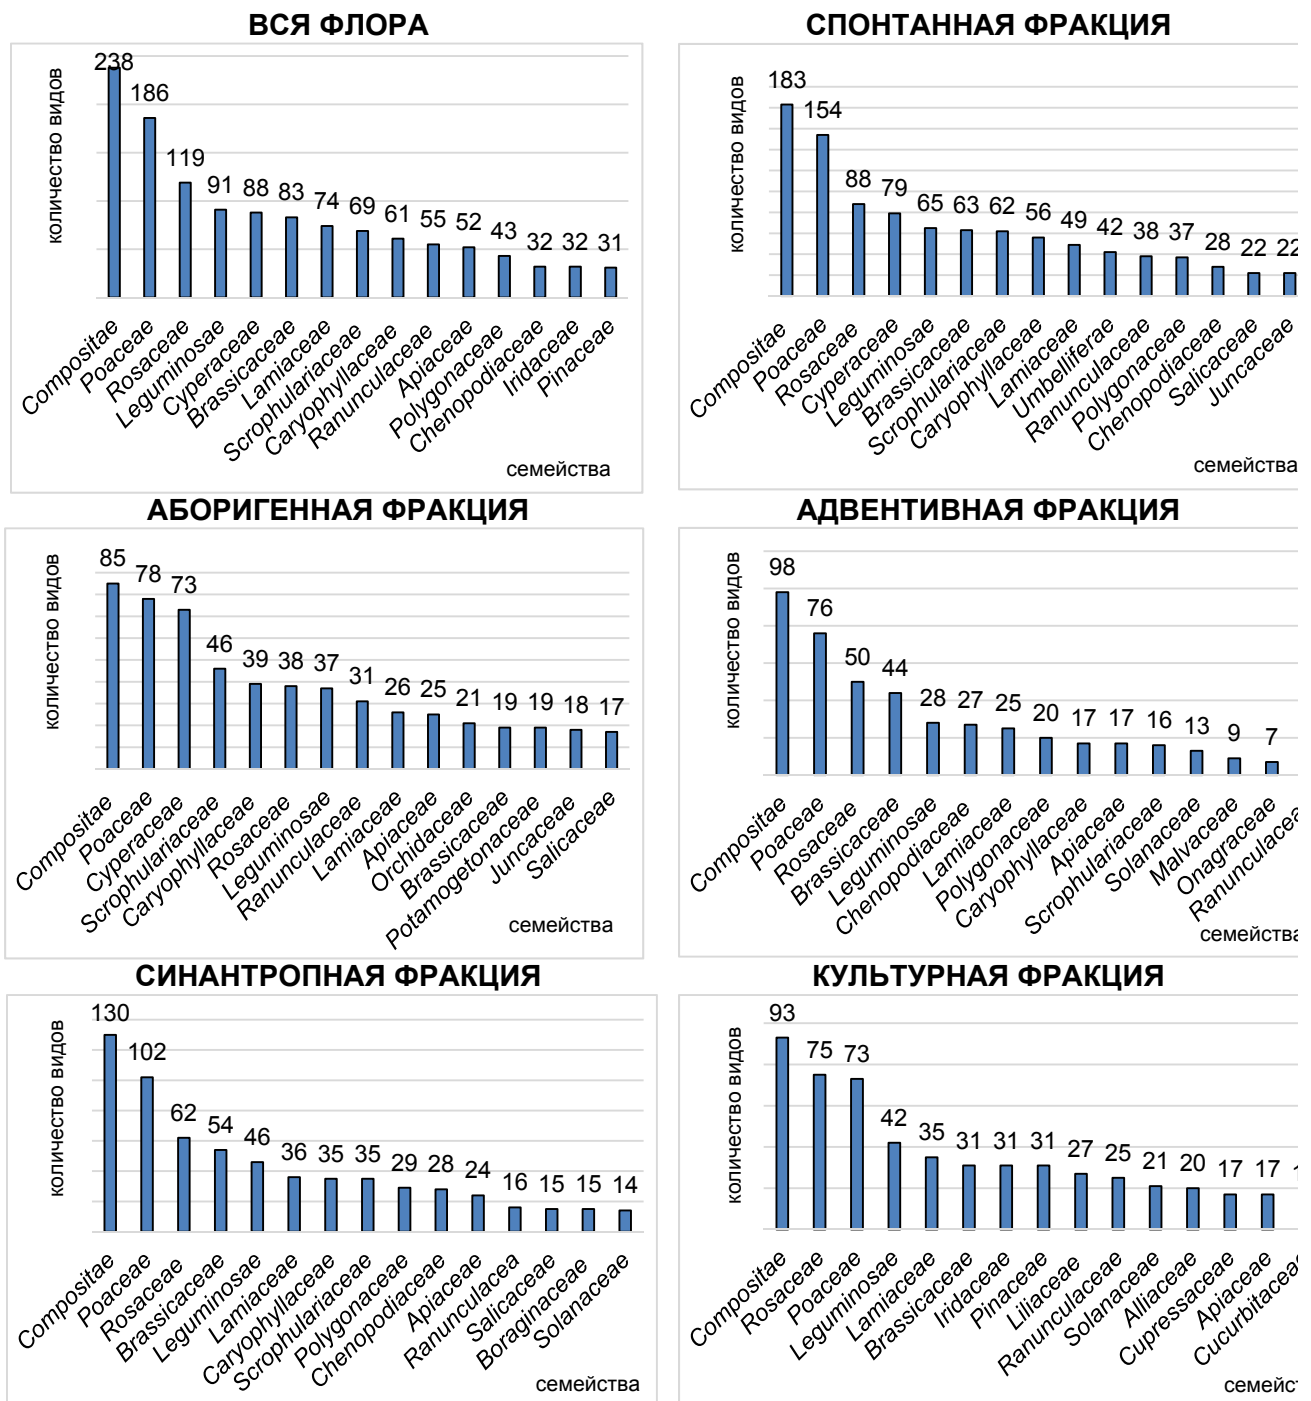 ВСЯ ФЛОРА
количество видов
238 186 119 91 88 83 74 69 61 55 52 43 32 32 31
Compositae Poaceae Rosaceae Leguminosae Cyperaceae Brassicaceae Lamiaceae Scrophulariaceae Caryophyllaceae Ranunculaceae Apiaceae Polygonaceae Chenopodiaceae Iridaceae Pinaceae
семейства
СПОНТАННАЯ ФРАКЦИЯ
количество видов
183 154 88 79 65 63 62 56 49 42 38 37 28 22 22
Compositae Poaceae Rosaceae Cyperaceae Leguminosae Brassicaceae Scrophulariaceae Caryophyllaceae Lamiaceae Umbelliferae Ranunculaceae Polygonaceae Chenopodiaceae Salicaceae Juncaceae
семейства
АБОРИГЕННАЯ ФРАКЦИЯ
количество видов
85 78 73 46 39 38 37 31 26 25 21 19 19 18 17
Compositae Poaceae Cyperaceae Scrophulariaceae Caryophyllaceae Rosaceae Leguminosae Ranunculaceae Lamiaceae Apiaceae Orchidaceae Brassicaceae Potamogetonaceae Juncaceae Salicaceae
семейства
АДВЕНТИВНАЯ ФРАКЦИЯ
количество видов
98 76 50 44 28 27 25 20 17 17 16 13 9 7
Compositae Poaceae Rosaceae Brassicaceae Leguminosae Chenopodiaceae Lamiaceae Polygonaceae Caryophyllaceae Apiaceae Scrophulariaceae Solanaceae Malvaceae Onagraceae Ranunculaceae
семейства
СИНАНТРОПНАЯ ФРАКЦИЯ
количество видов
130 102 62 54 46 36 35 35 29 28 24 16 15 15 14
Compositae Poaceae Rosaceae Brassicaceae Leguminosae Lamiaceae Caryophyllaceae Scrophulariaceae Polygonaceae Chenopodiaceae Apiaceae Ranunculacea Salicaceae Boraginaceae Solanaceae
семейства
КУЛЬТУРНАЯ ФРАКЦИЯ
количество видов
93 75 73 42 35 31 31 31 27 25 21 20 17 17
Compositae Rosaceae Poaceae Leguminosae Lamiaceae Brassicaceae Iridaceae Pinaceae Liliaceae Ranunculaceae Solanaceae Alliaceae Cupressaceae Apiaceae Cucurbitaceae
семейст